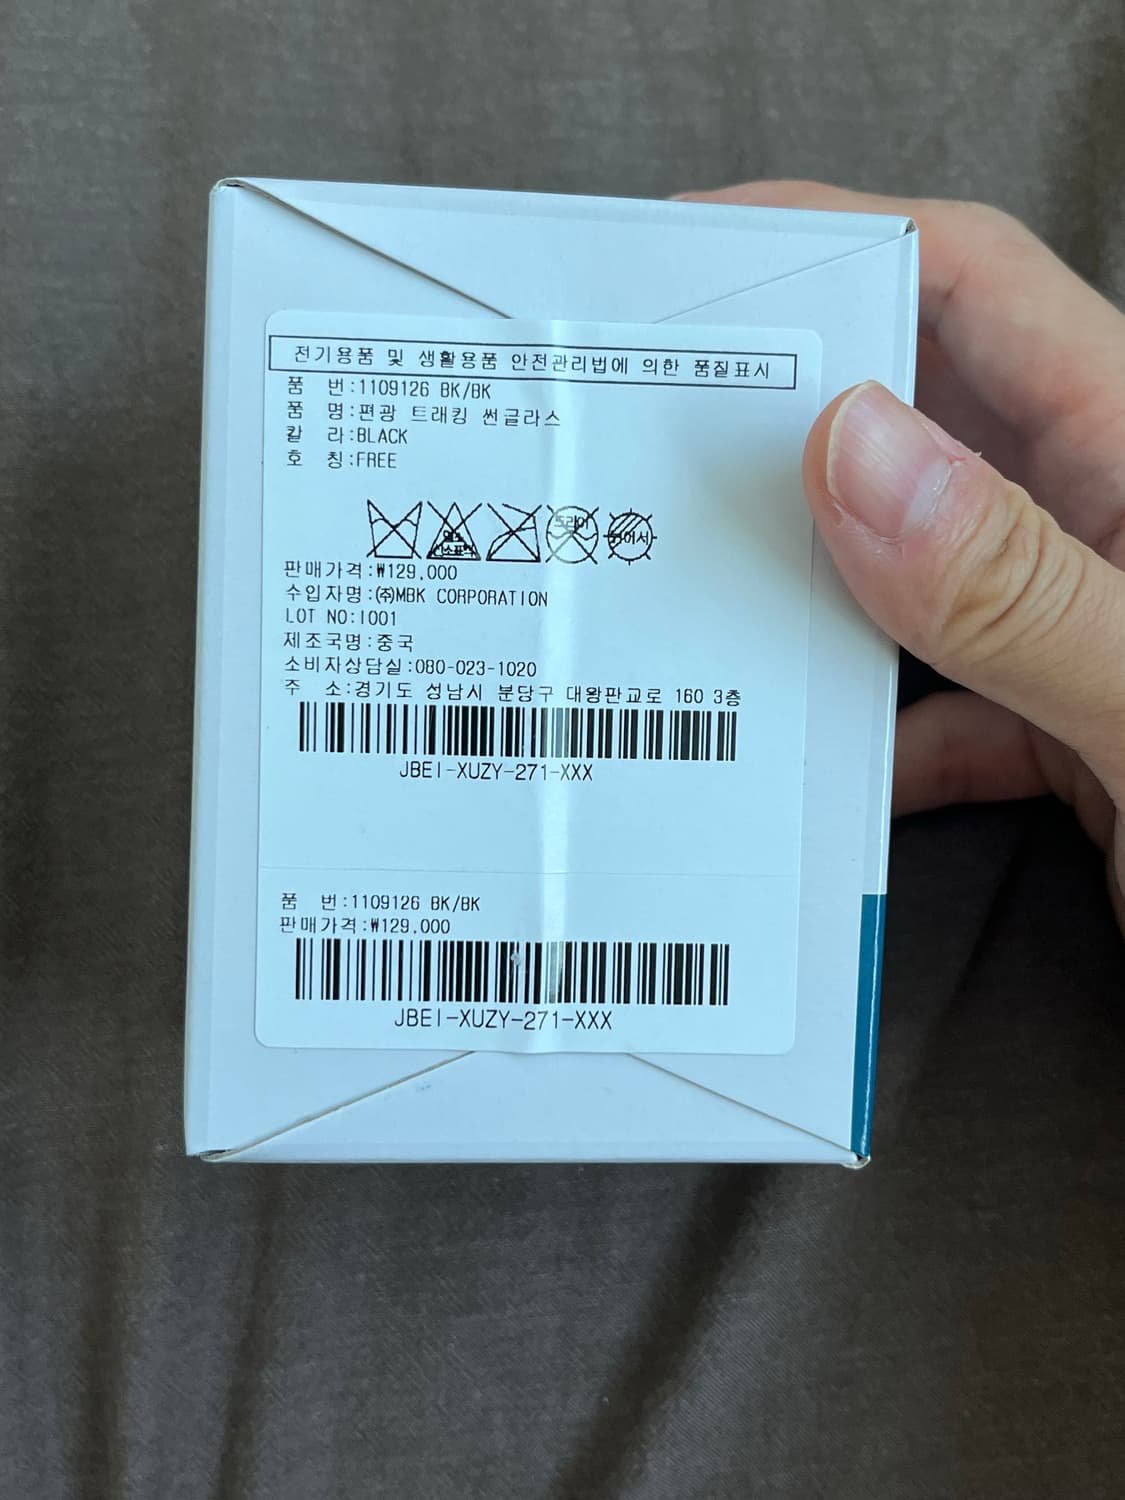 전기용품 및 생활용품 안전관리법에 의한 품질표시
품 번:1109126 BK/BK
품 명:편광 트래킹 썬글라스
칼 라:BLACK
호 칭:FREE
드라이
판매가격:₩129,000
수입자명:㈜MBK CORPORATION
LOT NO:I001
제조국명:중국
소비자상담실:080-023-1020
주 소:경기도 성남시 분당구 대왕판교로 160 3층
JBEI-XUZY-271-XXX
품 번:1109126 BK/BK
판매가격:₩129,000
JBEI-XUZY-271-XXX